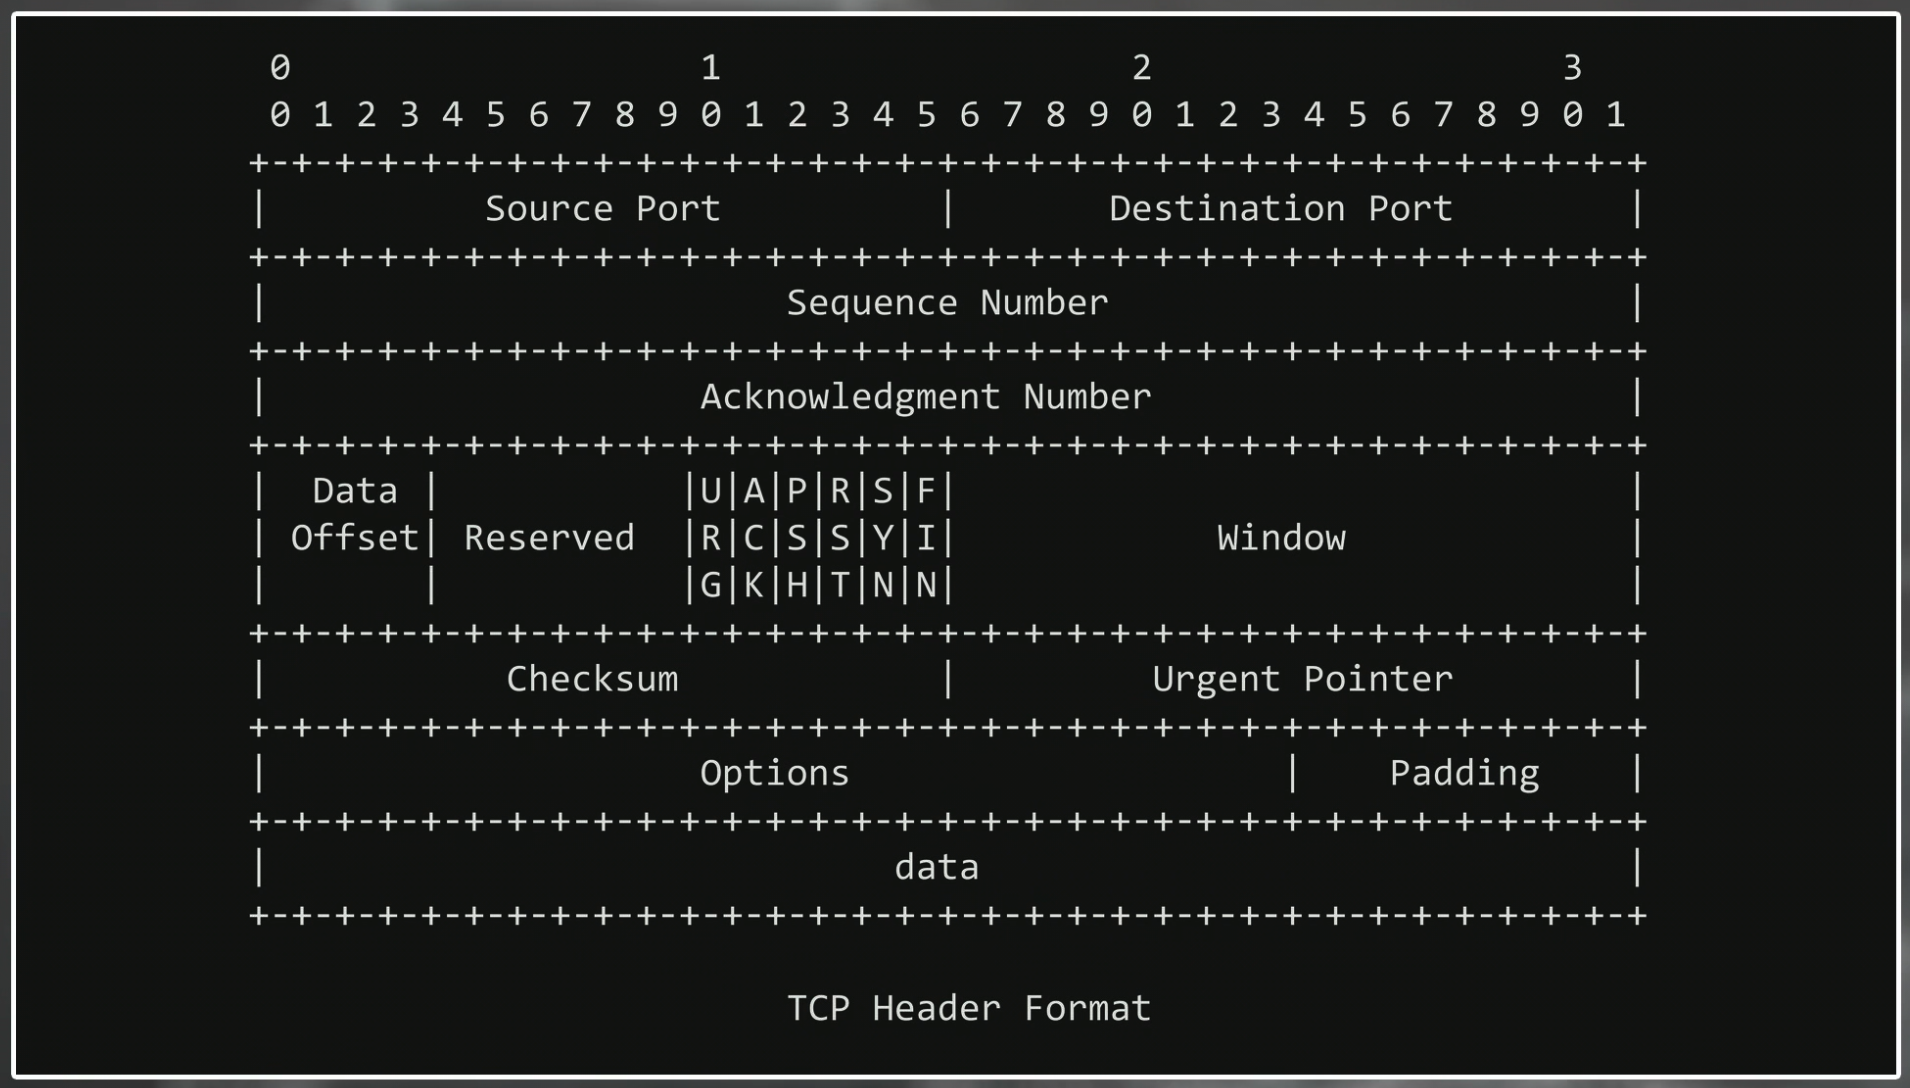 0                   1                   2                   3
 0 1 2 3 4 5 6 7 8 9 0 1 2 3 4 5 6 7 8 9 0 1 2 3 4 5 6 7 8 9 0 1
+-+-+-+-+-+-+-+-+-+-+-+-+-+-+-+-+-+-+-+-+-+-+-+-+-+-+-+-+-+-+-+-+
|          Source Port          |       Destination Port        |
+-+-+-+-+-+-+-+-+-+-+-+-+-+-+-+-+-+-+-+-+-+-+-+-+-+-+-+-+-+-+-+-+
|                        Sequence Number                        |
+-+-+-+-+-+-+-+-+-+-+-+-+-+-+-+-+-+-+-+-+-+-+-+-+-+-+-+-+-+-+-+-+
|                    Acknowledgment Number                      |
+-+-+-+-+-+-+-+-+-+-+-+-+-+-+-+-+-+-+-+-+-+-+-+-+-+-+-+-+-+-+-+-+
|  Data |           |U|A|P|R|S|F|                               |
| Offset| Reserved  |R|C|S|S|Y|I|            Window             |
|       |           |G|K|H|T|N|N|                               |
+-+-+-+-+-+-+-+-+-+-+-+-+-+-+-+-+-+-+-+-+-+-+-+-+-+-+-+-+-+-+-+-+
|           Checksum            |         Urgent Pointer        |
+-+-+-+-+-+-+-+-+-+-+-+-+-+-+-+-+-+-+-+-+-+-+-+-+-+-+-+-+-+-+-+-+
|                    Options                    |    Padding    |
+-+-+-+-+-+-+-+-+-+-+-+-+-+-+-+-+-+-+-+-+-+-+-+-+-+-+-+-+-+-+-+-+
|                             data                              |
+-+-+-+-+-+-+-+-+-+-+-+-+-+-+-+-+-+-+-+-+-+-+-+-+-+-+-+-+-+-+-+-+
TCP Header Format